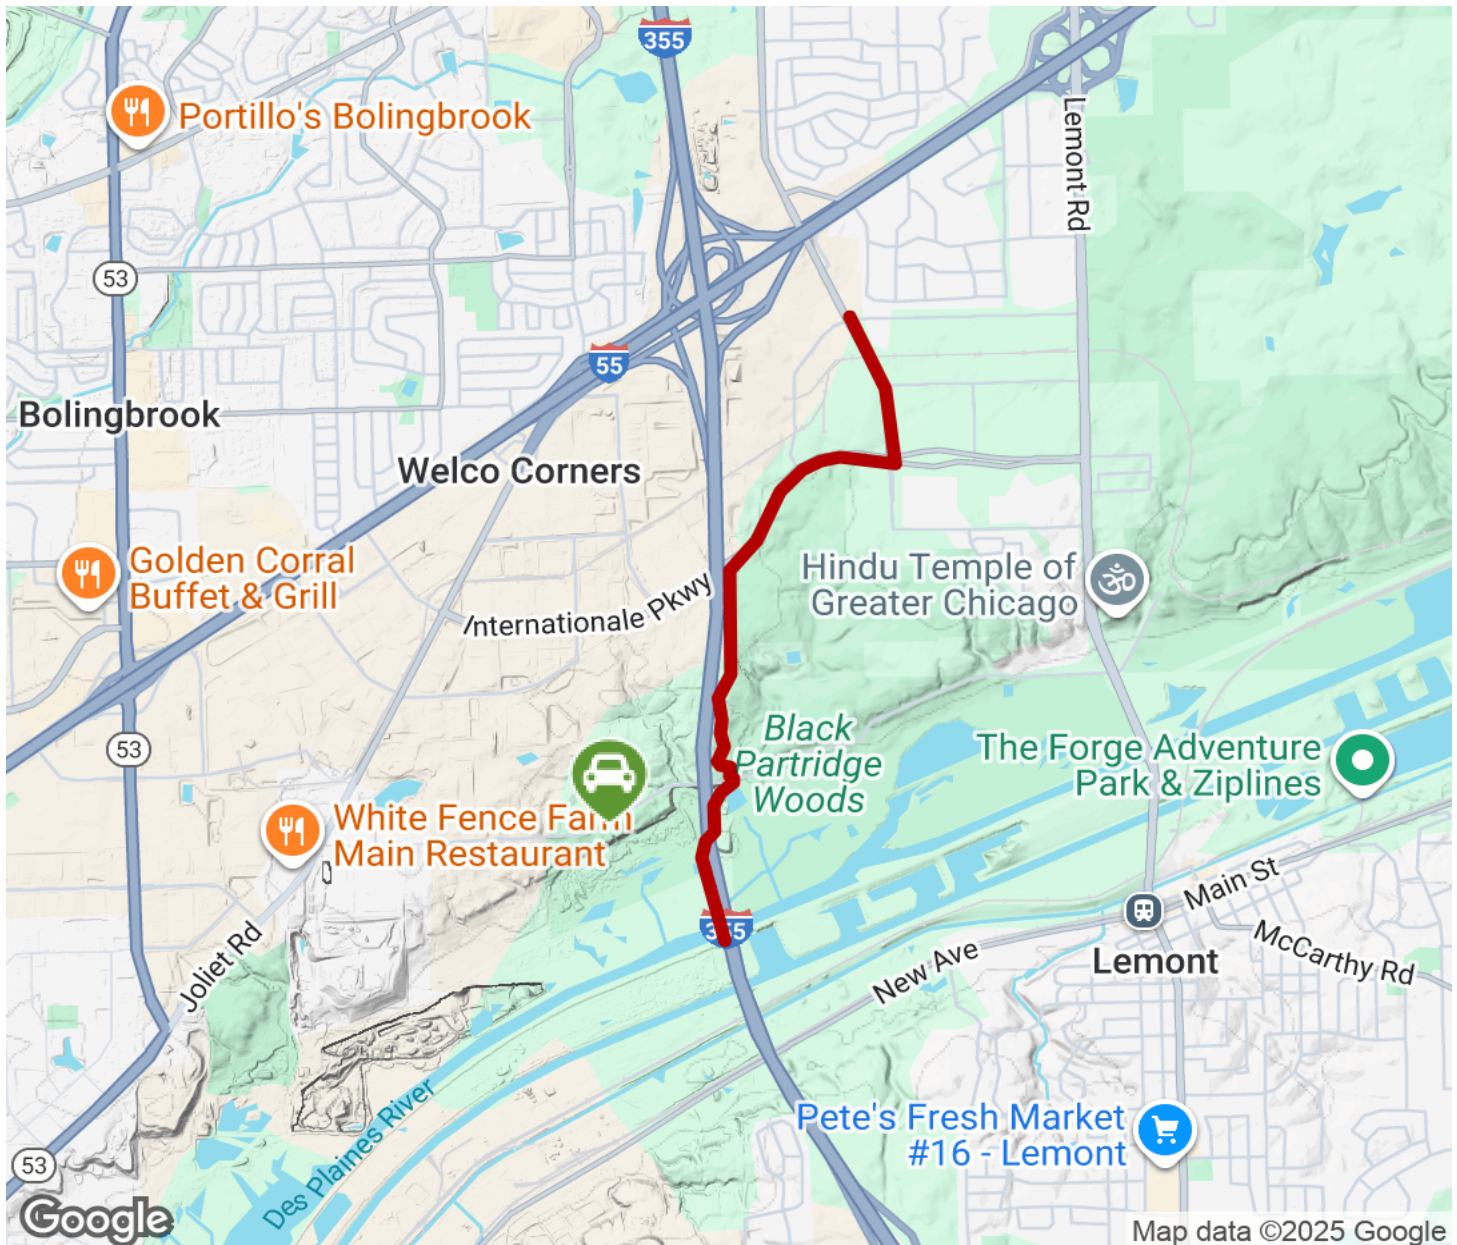 355
Portillo's Bolingbrook
Lemont Rd
53
55
Bolingbrook
Welco Corners
Golden Corral
Buffet & Grill
Hindu Temple of
Greater Chicago
Internationale Pkwy
53
Black
Partridge
Woods
The Forge Adventure
Park & Ziplines
White Fence Farm
Main Restaurant
Main St
355
McCarthy Rd
Lemont
New Ave
Joliet Rd
Des Plaines River
Pete's Fresh Market
#16 - Lemont
53
Google
Map data ©2025 Google